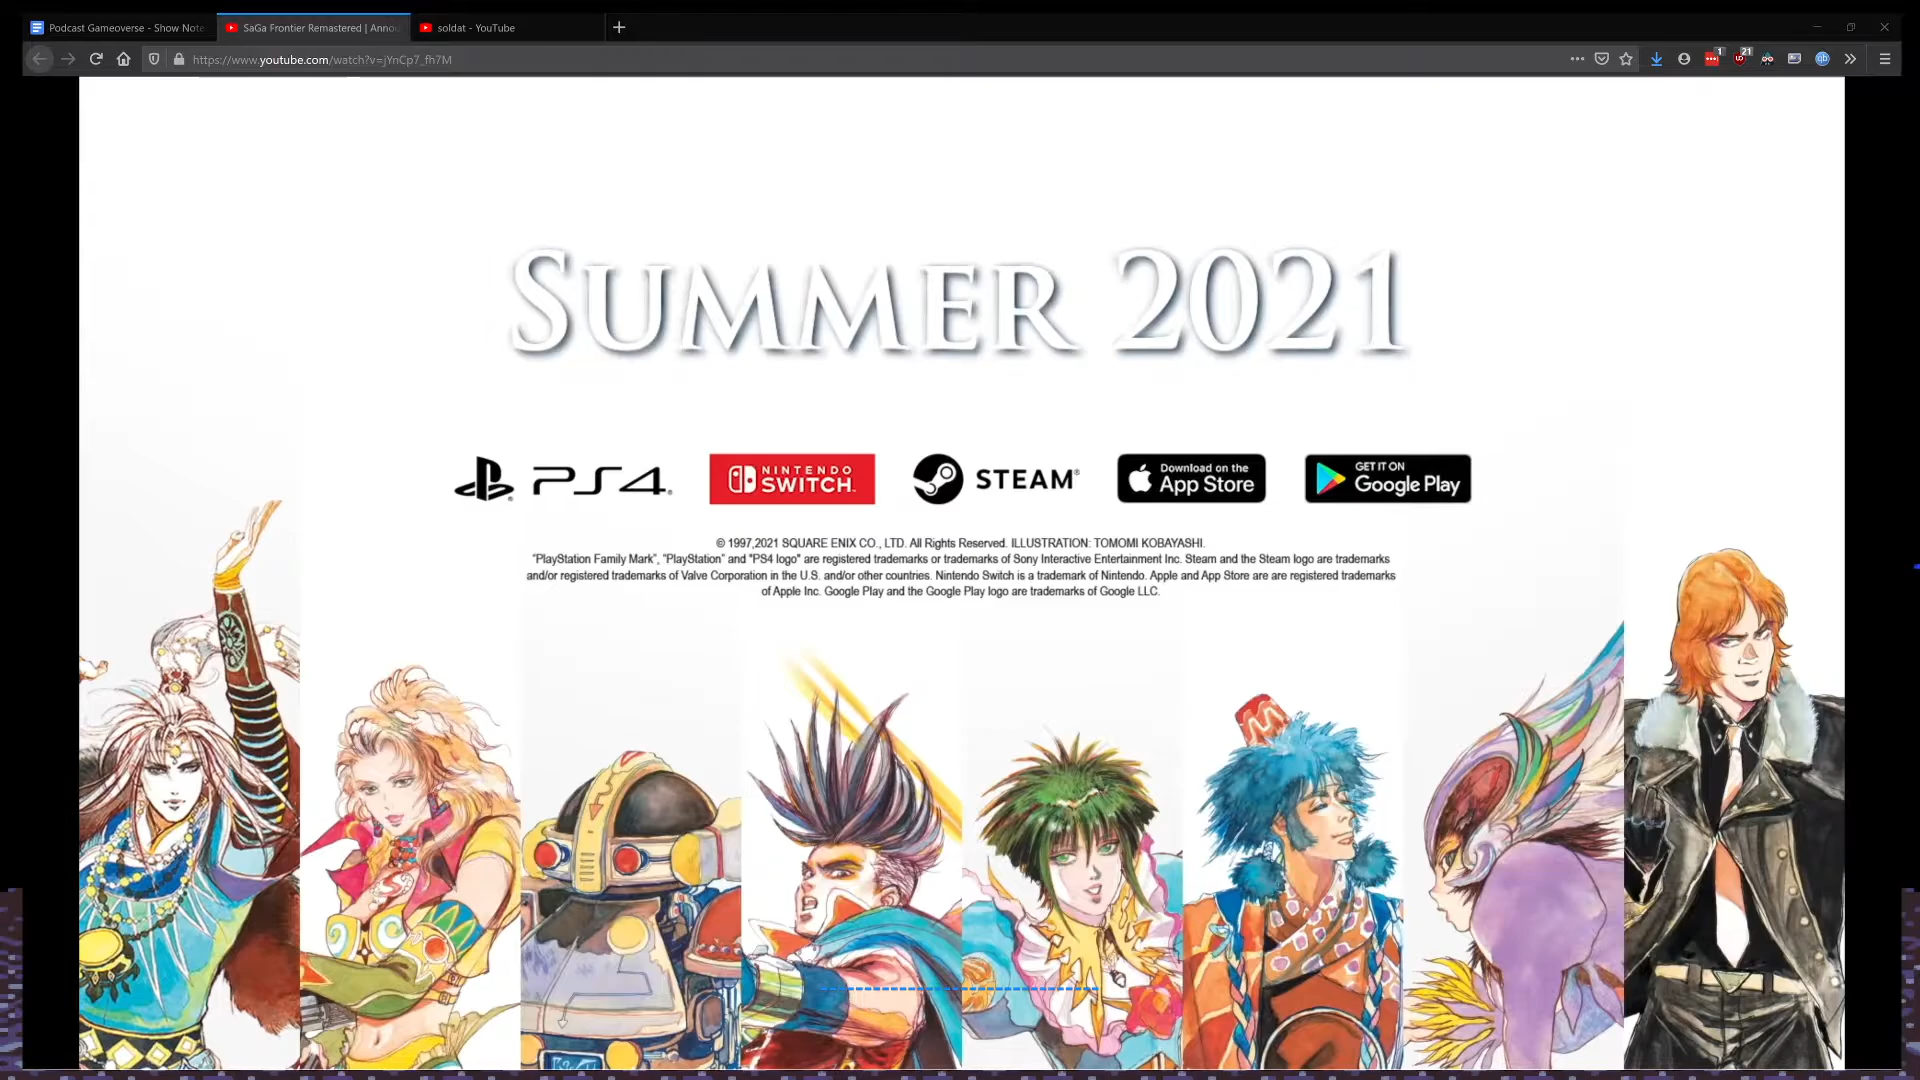 Podcast Gameoverse - Show Note
SaGa Frontier Remastered | Annou
soldat - YouTube
https://www.youtube.com/watch?v=jYnCp7_fh7M
1
21
SUMMER 2021
PS4
NINTENDO
SWITCH
STEAM®
Download on the
App Store
GET IT ON
Google Play
© 1997,2021 SQUARE ENIX CO., LTD. All Rights Reserved. ILLUSTRATION: TOMOMI KOBAYASHI.
"PlayStation Family Mark", "PlayStation" and "PS4 logo" are registered trademarks or trademarks of Sony Interactive Entertainment Inc. Steam and the Steam logo are trademarks
and/or registered trademarks of Valve Corporation in the U.S. and/or other countries. Nintendo Switch is a trademark of Nintendo. Apple and App Store are are registered trademarks
of Apple Inc. Google Play and the Google Play logo are trademarks of Google LLC.